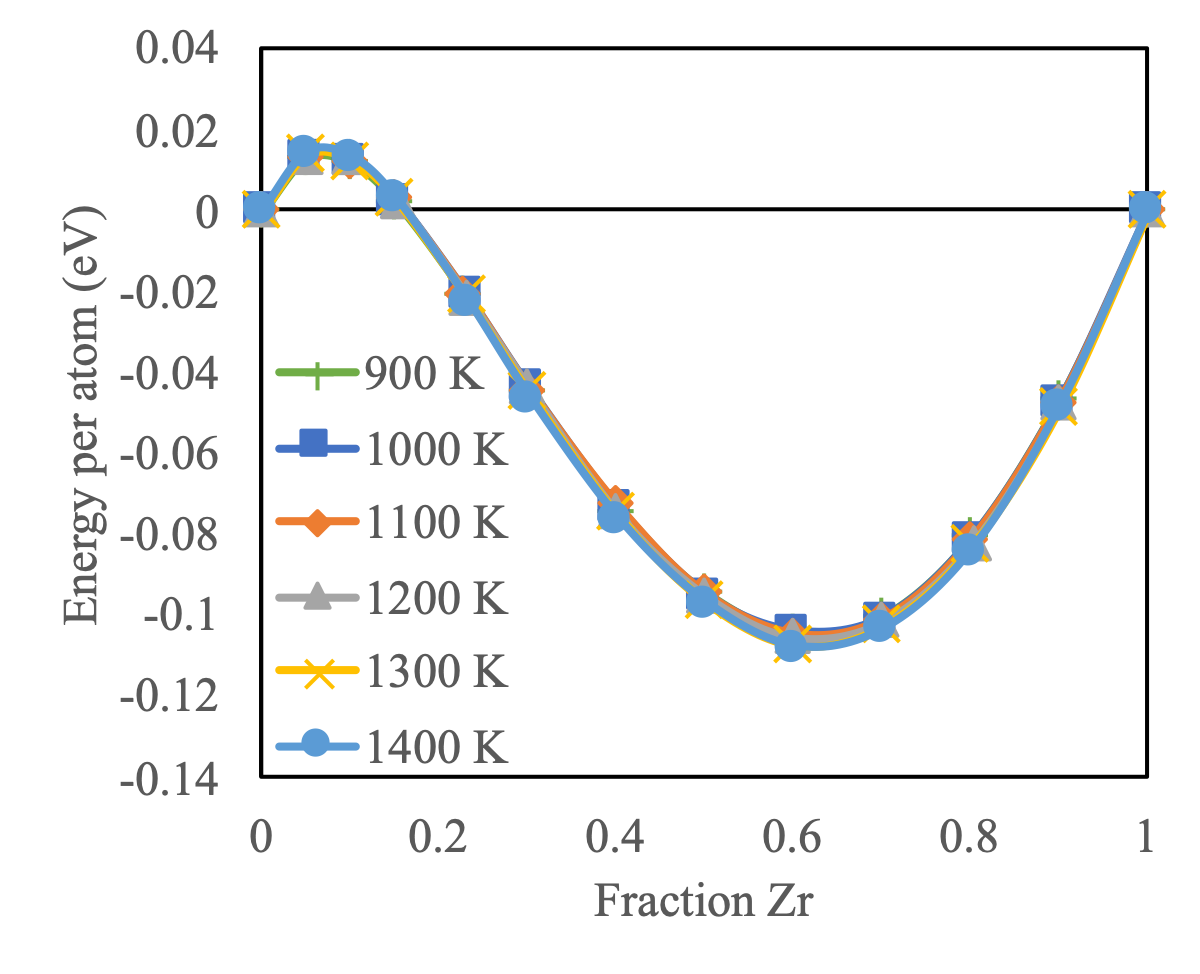 0.04
0.02
0
-0.02
-0.04
-0.06
-0.08
-0.1
-0.12
-0.14
Energy per atom (eV)
900 K
1000 K
1100 K
1200 K
1300 K
1400 K
0 0.2 0.4 0.6 0.8 1
Fraction Zr